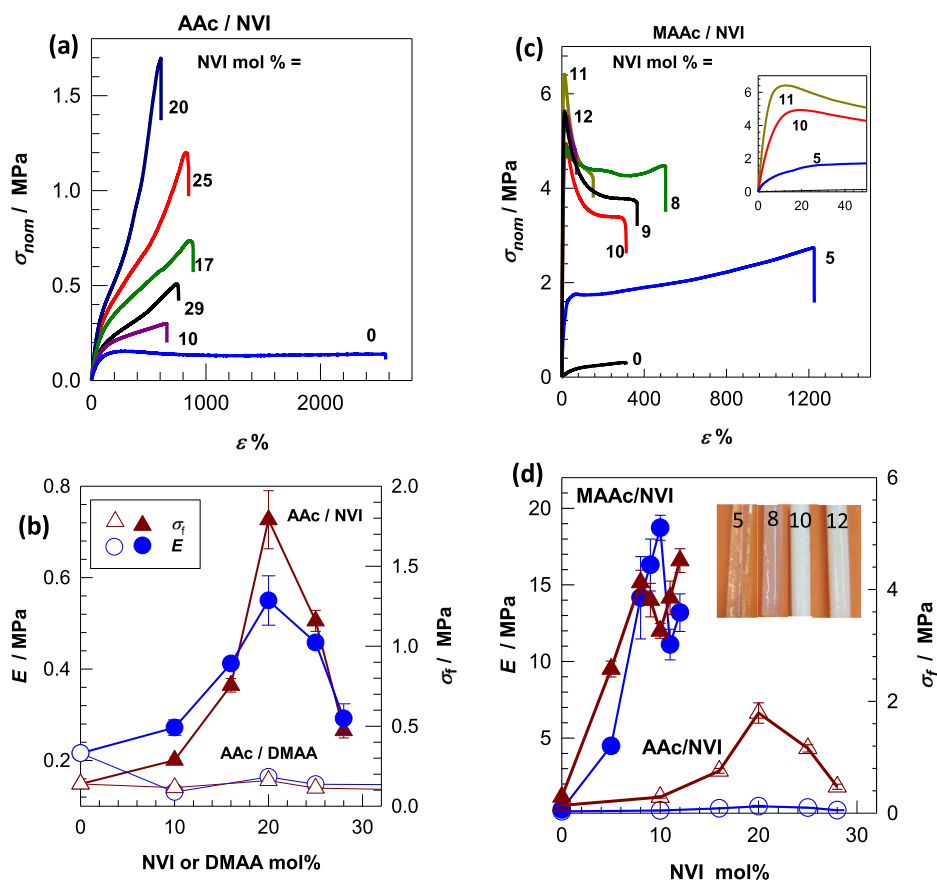 AAc / NVI
(a)
NVI mol % =
20
25
17
29
10
0
1.5
1.0
0.5
0.0
σnom / MPa
0
1000
2000
ε %
MAAc / NVI
(c)
NVI mol % =
11
12
8
9
10
5
0
6
4
2
0
σnom / MPa
0
400
800
1200
ε %
6
4
2
0
11
10
5
0
20
40
(b)
σf
E
AAc / NVI
AAc / DMAA
0.8
0.6
0.4
0.2
E / MPa
2.0
1.5
1.0
0.5
0.0
σf / MPa
0
10
20
30
NVI or DMAA mol%
(d)
MAAc/NVI
5
8
10
12
AAc/NVI
20
15
10
5
0
E / MPa
6
4
2
0
σf / MPa
0
10
20
30
NVI mol%